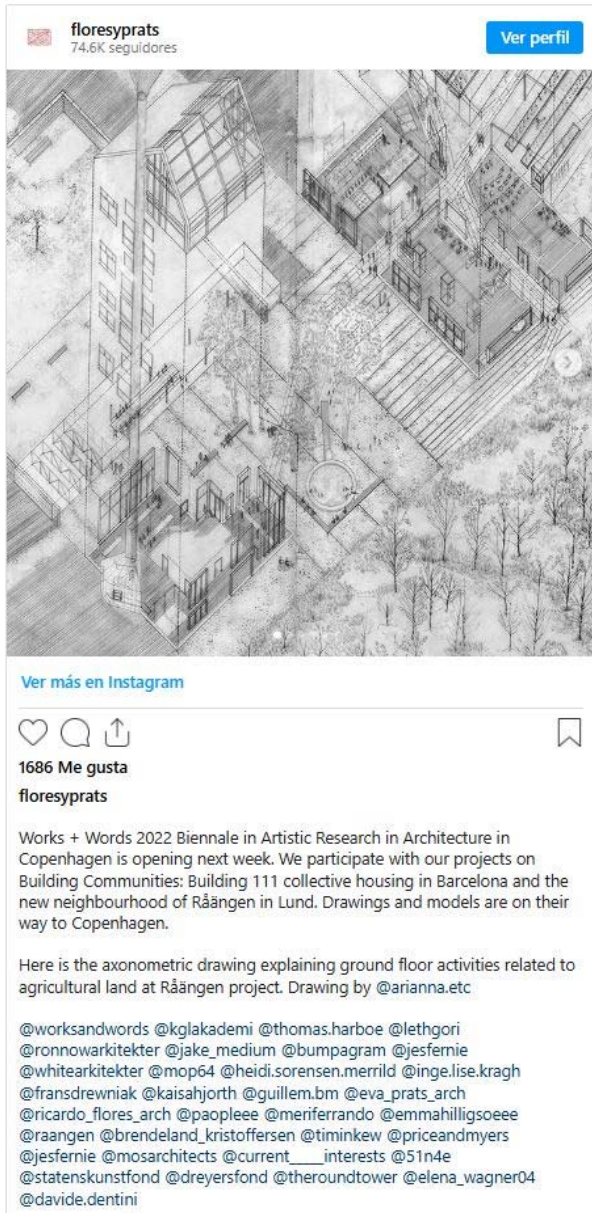 floresyprats
74.6K seguidores
Ver perfil
Ver más en Instagram
1686 Me gusta
floresyprats
Works + Words 2022 Biennale in Artistic Research in Architecture in
Copenhagen is opening next week. We participate with our projects on
Building Communities: Building 111 collective housing in Barcelona and the
new neighbourhood of Råängen in Lund. Drawings and models are on their
way to Copenhagen.
Here is the axonometric drawing explaining ground floor activities related to
agricultural land at Råängen project. Drawing by @arianna.etc
@worksandwords @kglakademi @thomas.harboe @lethgori
@ronnowarkitekter @jake_medium @bumpagram @jesfernie
@whitearkitekter @mop64 @heidi.sorensen.merrild @inge.lise.kragh
@fransdrewniak @kaisahjorth @guillem.bm @eva_prats_arch
@ricardo_flores_arch @paopleee @meriferrando @emmahilligsoeee
@raangen @brendeland_kristoffersen @timinkew @priceandmyers
@jesfernie @mosarchitects @current____interests @51n4e
@statenskunstfond @dreyersfond @theroundtower @elena_wagner04
@davide.dentini